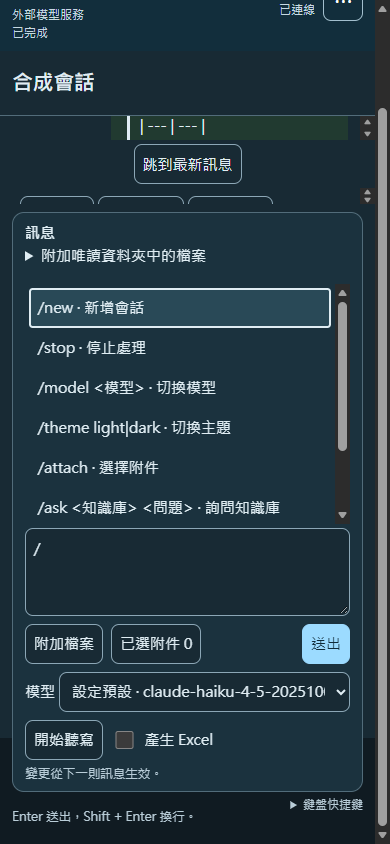 外部模型服務
已完成
已連線
...
合成會話
|---|---|
跳到最新訊息
訊息
▶ 附加唯讀資料夾中的檔案
/new · 新增會話
/stop · 停止處理
/model <模型> · 切換模型
/theme light|dark · 切換主題
/attach · 選擇附件
/ask <知識庫> <問題> · 詢問知識庫
/
附加檔案
已選附件 0
送出
模型
設定預設 · claude-haiku-4-5-2025100
開始聽寫
產生 Excel
變更從下一則訊息生效。
▶ 鍵盤快捷鍵
Enter 送出，Shift + Enter 換行。